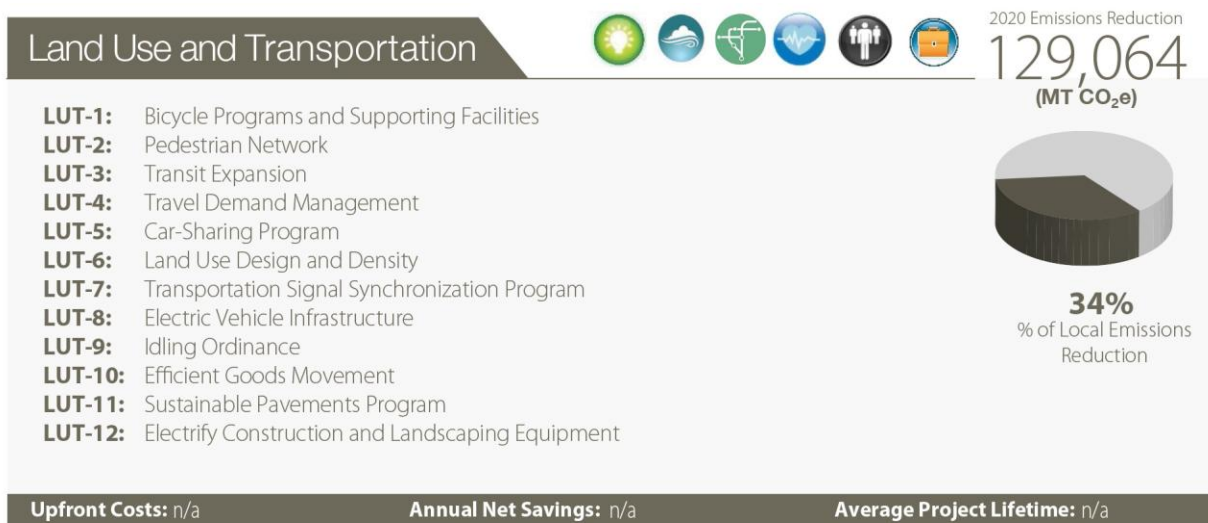 Land Use and Transportation
2020 Emissions Reduction
129,064
(MT CO₂e)
LUT-1: Bicycle Programs and Supporting Facilities
LUT-2: Pedestrian Network
LUT-3: Transit Expansion
LUT-4: Travel Demand Management
LUT-5: Car-Sharing Program
LUT-6: Land Use Design and Density
LUT-7: Transportation Signal Synchronization Program
LUT-8: Electric Vehicle Infrastructure
LUT-9: Idling Ordinance
LUT-10: Efficient Goods Movement
LUT-11: Sustainable Pavements Program
LUT-12: Electrify Construction and Landscaping Equipment
34%
% of Local Emissions
Reduction
Upfront Costs: n/a Annual Net Savings: n/a Average Project Lifetime: n/a